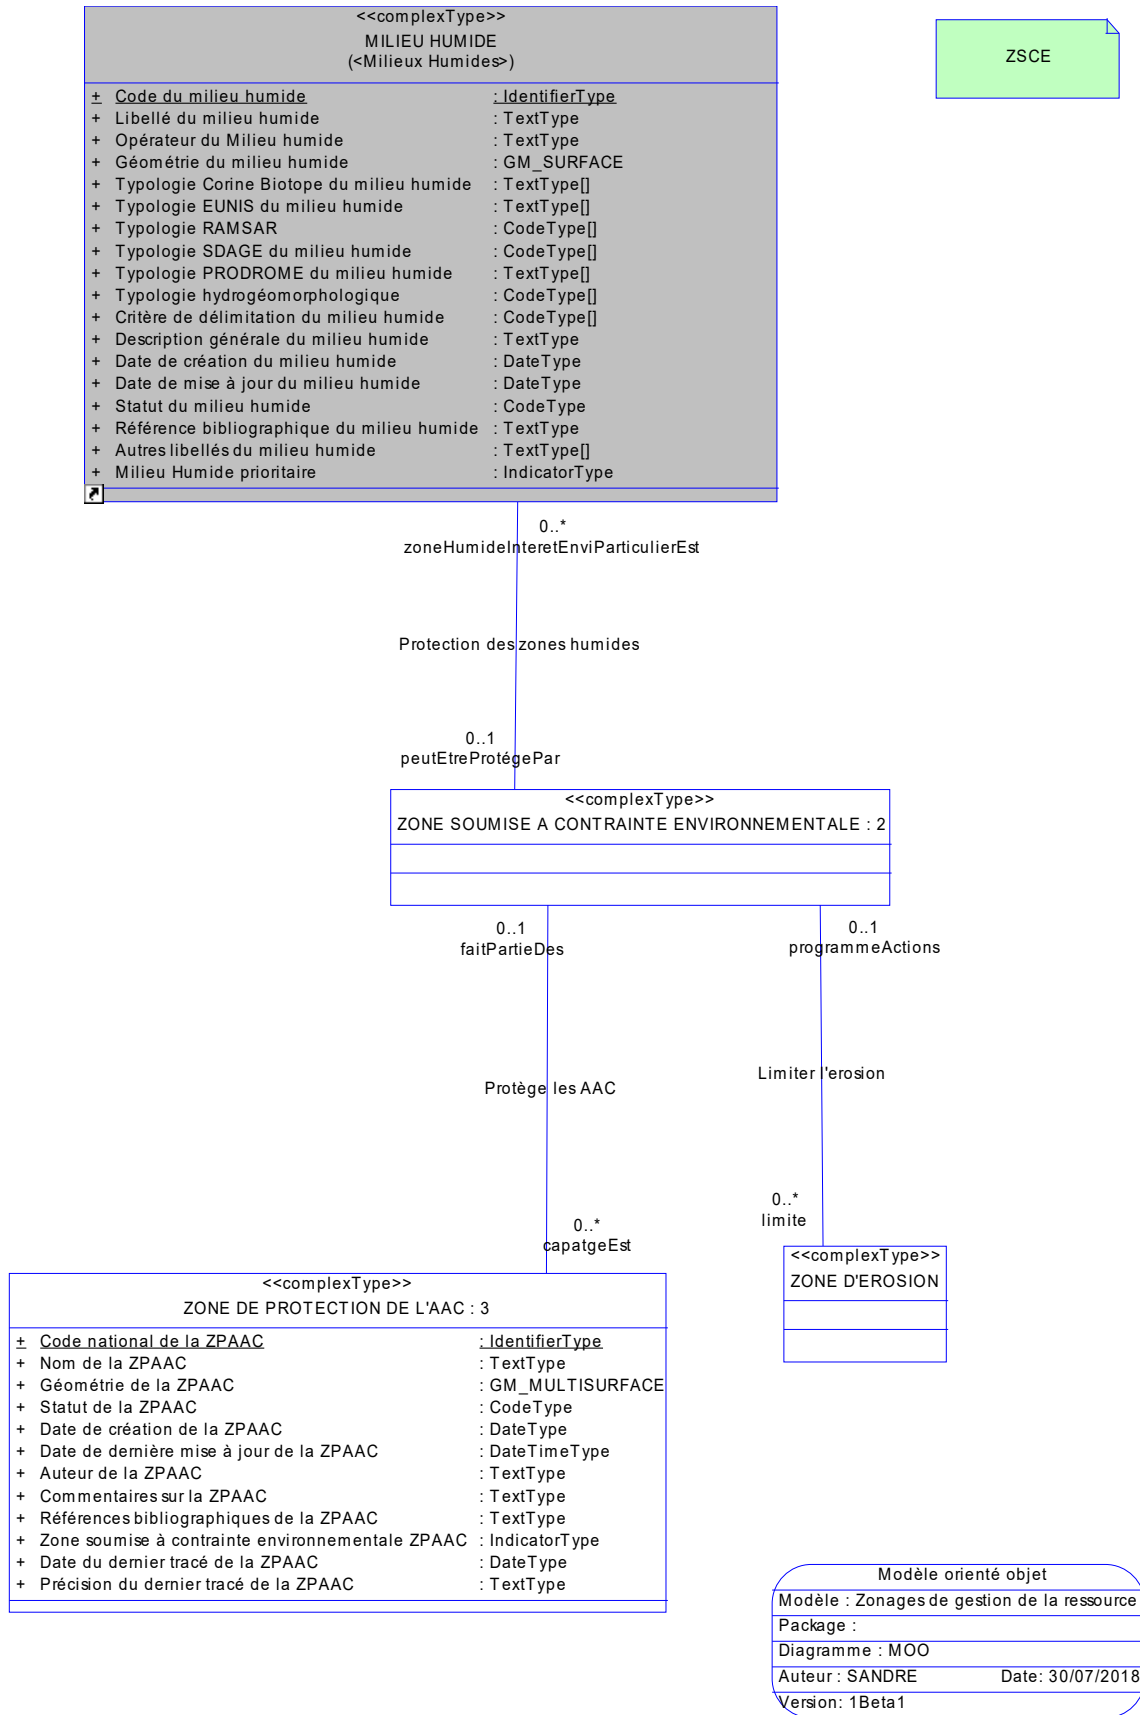 <<complexType>>
MILIEU HUMIDE
(<Milieux Humides>)
+ Code du milieu humide : IdentifierType
+ Libellé du milieu humide : TextType
+ Opérateur du Milieu humide : TextType
+ Géométrie du milieu humide : GM_SURFACE
+ Typologie Corine Biotope du milieu humide : TextType[]
+ Typologie EUNIS du milieu humide : TextType[]
+ Typologie RAMSAR : CodeType[]
+ Typologie SDAGE du milieu humide : CodeType[]
+ Typologie PRODROME du milieu humide : TextType[]
+ Typologie hydrogéomorphologique : CodeType[]
+ Critère de délimitation du milieu humide : CodeType[]
+ Description générale du milieu humide : TextType
+ Date de création du milieu humide : DateType
+ Date de mise à jour du milieu humide : DateType
+ Statut du milieu humide : CodeType
+ Référence bibliographique du milieu humide : TextType
+ Autres libellés du milieu humide : TextType[]
+ Milieu Humide prioritaire : IndicatorType
ZSCE
0..*
zoneHumideInteretEnviParticulierEst
Protection des zones humides
0..1
peutEtreProtégePar
<<complexType>>
ZONE SOUMISE A CONTRAINTE ENVIRONNEMENTALE : 2
0..1
faitPartieDes
0..1
programmeActions
Protège les AAC
Limiter l'erosion
0..*
capatgeEst
0..*
limite
<<complexType>>
ZONE D'EROSION
<<complexType>>
ZONE DE PROTECTION DE L'AAC : 3
+ Code national de la ZPAAC : IdentifierType
+ Nom de la ZPAAC : TextType
+ Géométrie de la ZPAAC : GM_MULTISURFACE
+ Statut de la ZPAAC : CodeType
+ Date de création de la ZPAAC : DateType
+ Date de dernière mise à jour de la ZPAAC : DateTimeType
+ Auteur de la ZPAAC : TextType
+ Commentaires sur la ZPAAC : TextType
+ Références bibliographiques de la ZPAAC : TextType
+ Zone soumise à contrainte environnementale ZPAAC : IndicatorType
+ Date du dernier tracé de la ZPAAC : DateType
+ Précision du dernier tracé de la ZPAAC : TextType
Modèle orienté objet
Modèle : Zonages de gestion de la ressource
Package :
Diagramme : MOO
Auteur : SANDRE Date: 30/07/2018
Version: 1Beta1